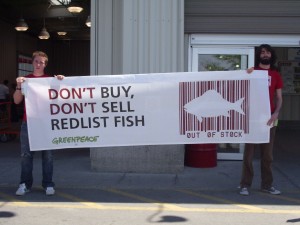 DON'T BUY,
DON'T SELL
REDLIST FISH
GREENPEACE
OUT OF STOCK